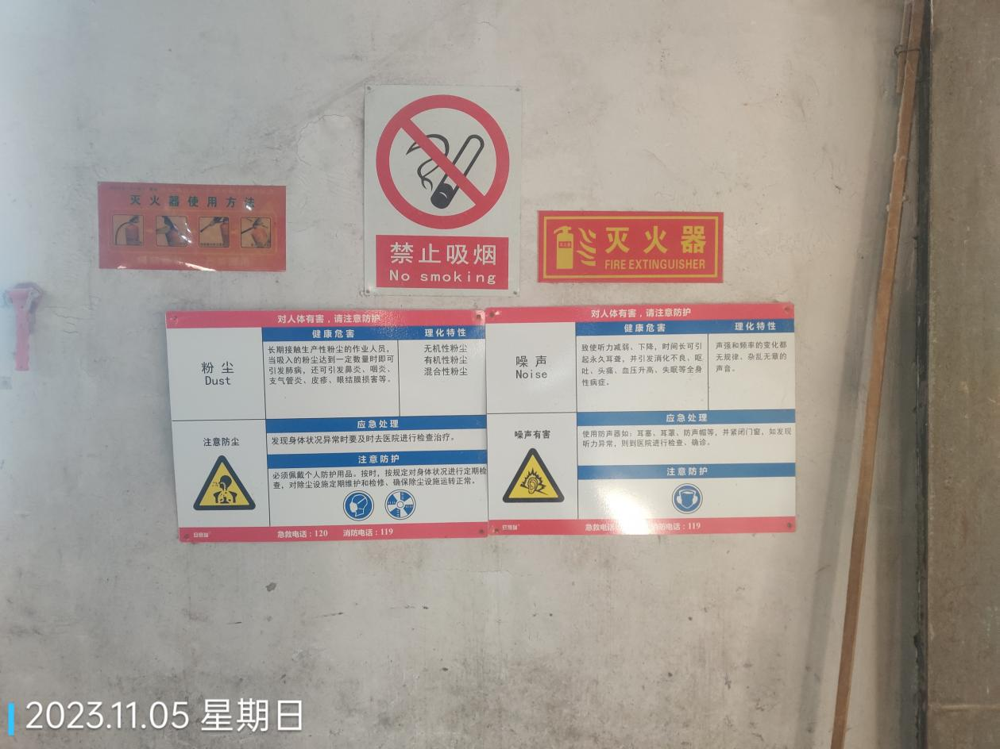 灭火器使用方法
禁止吸烟
No smoking
灭火器
FIRE EXTINGUISHER
对人体有害，请注意防护
粉尘
Dust
健康危害
长期接触生产性粉尘的作业人员，
当吸入的粉尘达到一定数量时即可
引发肺病，还可引发鼻炎、咽炎、
支气管炎、皮疹、眼结膜损害等。
理化特性
无机性粉尘
有机性粉尘
混合性粉尘
注意防尘
应急处理
发现身体状况异常时要及时去医院进行检查治疗。
注意防护
必须佩戴个人防护用品。按时，按规定对身体状况进行定期检
查，对除尘设施定期维护和检修、确保除尘设施运转正常。
急救电话：120 消防电话：119
对人体有害，请注意防护
噪声
Noise
健康危害
致使听力减弱、下降，时间长可引
起永久耳聋，并引发消化不良、呕
吐、头痛、血压升高、失眠等全身
性病症。
理化特性
声强和频率的变化都
无规律、杂乱无章的
声音。
噪声有害
应急处理
使用防声器如：耳塞、耳罩、防声帽等，并紧闭门窗，如发现
听力异常，则到医院进行检查、确诊。
注意防护
急救电 消防电话：119
2023.11.05 星期日